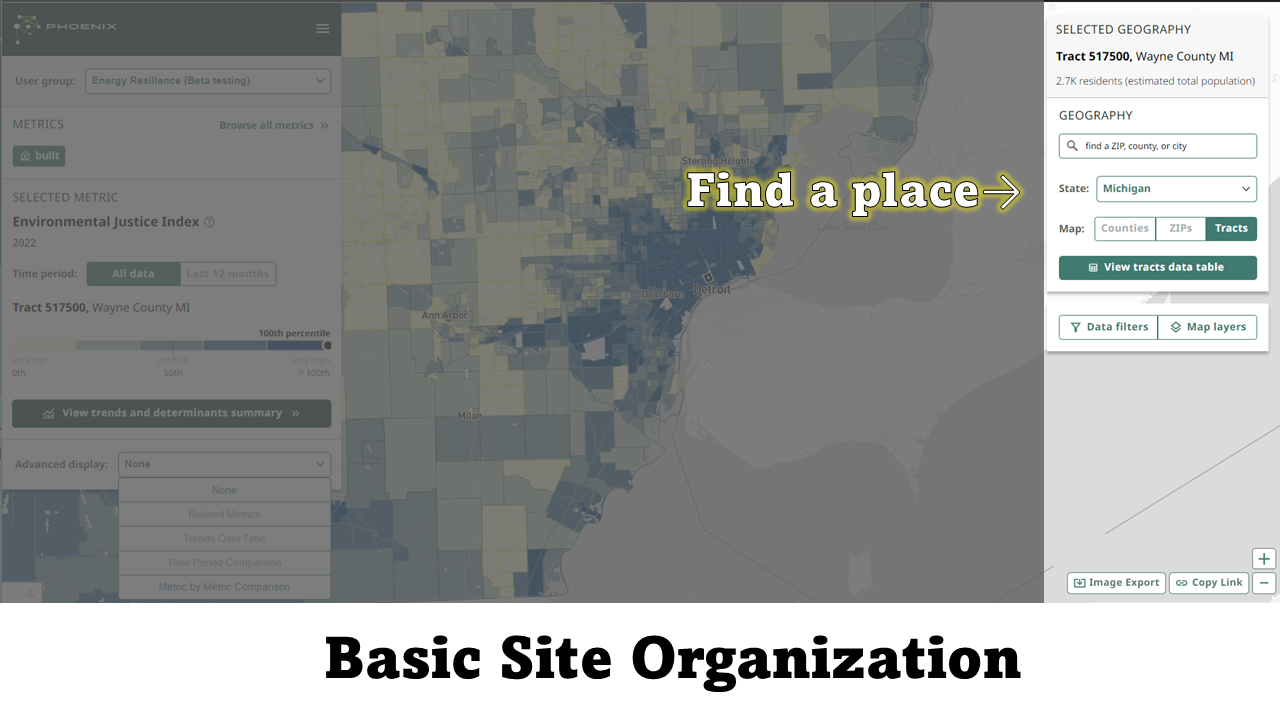 PHOENIX
User group: Energy Resilience (Beta testing)
METRICS
Browse all metrics »
built
SELECTED METRIC
Environmental Justice Index
2022
Time period: All data Last 12 months
Tract 517500, Wayne County MI
100th percentile
very low median very high
0th 50th > 100th
View trends and determinants summary »
Advanced display: None
None
Related Metrics
Trends Over Time
Time Period Comparison
Metric by Metric Comparison
Sterling Heights
Lake Saint Clair
Dearborn
Detroit
Ann Arbor
Milan
Find a place→
SELECTED GEOGRAPHY
Tract 517500, Wayne County MI
2.7K residents (estimated total population)
GEOGRAPHY
find a ZIP, county, or city
State: Michigan
Map: Counties ZIPs Tracts
View tracts data table
Data filters Map layers
+
Image Export Copy Link −
Basic Site Organization